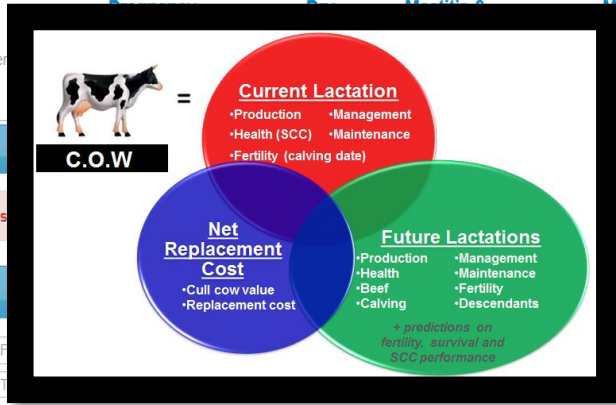 =
C.O.W
Current Lactation
•Production •Management
•Health (SCC) •Maintenance
•Fertility (calving date)
Net
Replacement
Cost
•Cull cow value
•Replacement cost
Future Lactations
•Production •Management
•Health •Maintenance
•Beef •Fertility
•Calving •Descendants
+ predictions on
fertility, survival and
SCC performance